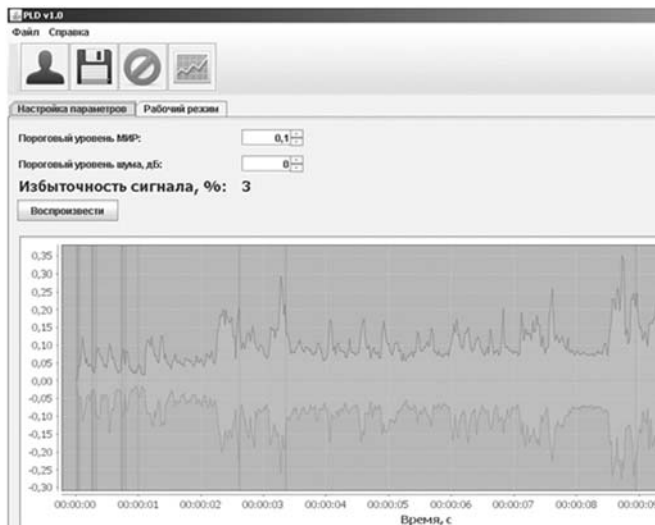 PLD v1.0
Файл Справка
Настройка параметров Рабочий режим
Пороговый уровень МИР: 0,1
Пороговый уровень шума, дБ: 0
Избыточность сигнала, %: 3
Воспроизвести
0,35
0,30
0,25
0,20
0,15
0,10
0,05
0,00
-0,05
-0,10
-0,15
-0,20
-0,25
-0,30
00:00:00 00:00:01 00:00:02 00:00:03 00:00:04 00:00:05 00:00:06 00:00:07 00:00:08 00:00:09
Время, с